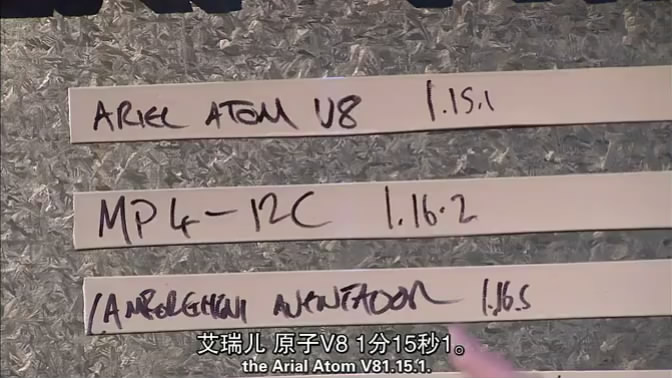 ARIEL ATOM V8 1.15.1
MP4-12C 1.16.2
LAMBORGHINI AVENTADOR 1.16.5
艾瑞儿 原子V8 1分15秒1。
the Arial Atom V81.15.1.